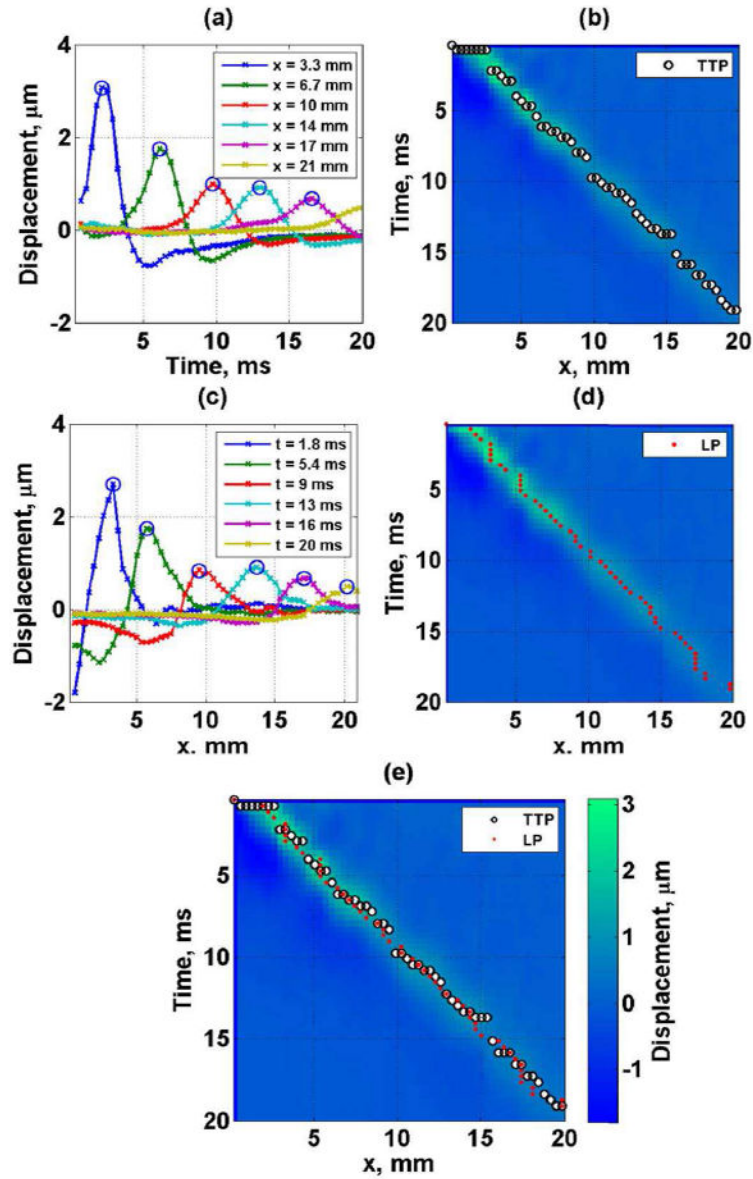 (a)
Displacement, μm
4
2
0
-2
x = 3.3 mm
x = 6.7 mm
x = 10 mm
x = 14 mm
x = 17 mm
x = 21 mm
5
10
15
20
Time, ms
(b)
Time, ms
5
10
15
20
TTP
5
10
15
20
x, mm
(c)
Displacement, μm
4
2
0
-2
t = 1.8 ms
t = 5.4 ms
t = 9 ms
t = 13 ms
t = 16 ms
t = 20 ms
5
10
15
20
x, mm
(d)
Time, ms
5
10
15
20
LP
5
10
15
20
x, mm
(e)
Time, ms
5
10
15
20
TTP
LP
5
10
15
20
x, mm
3
2
1
0
-1
Displacement, μm